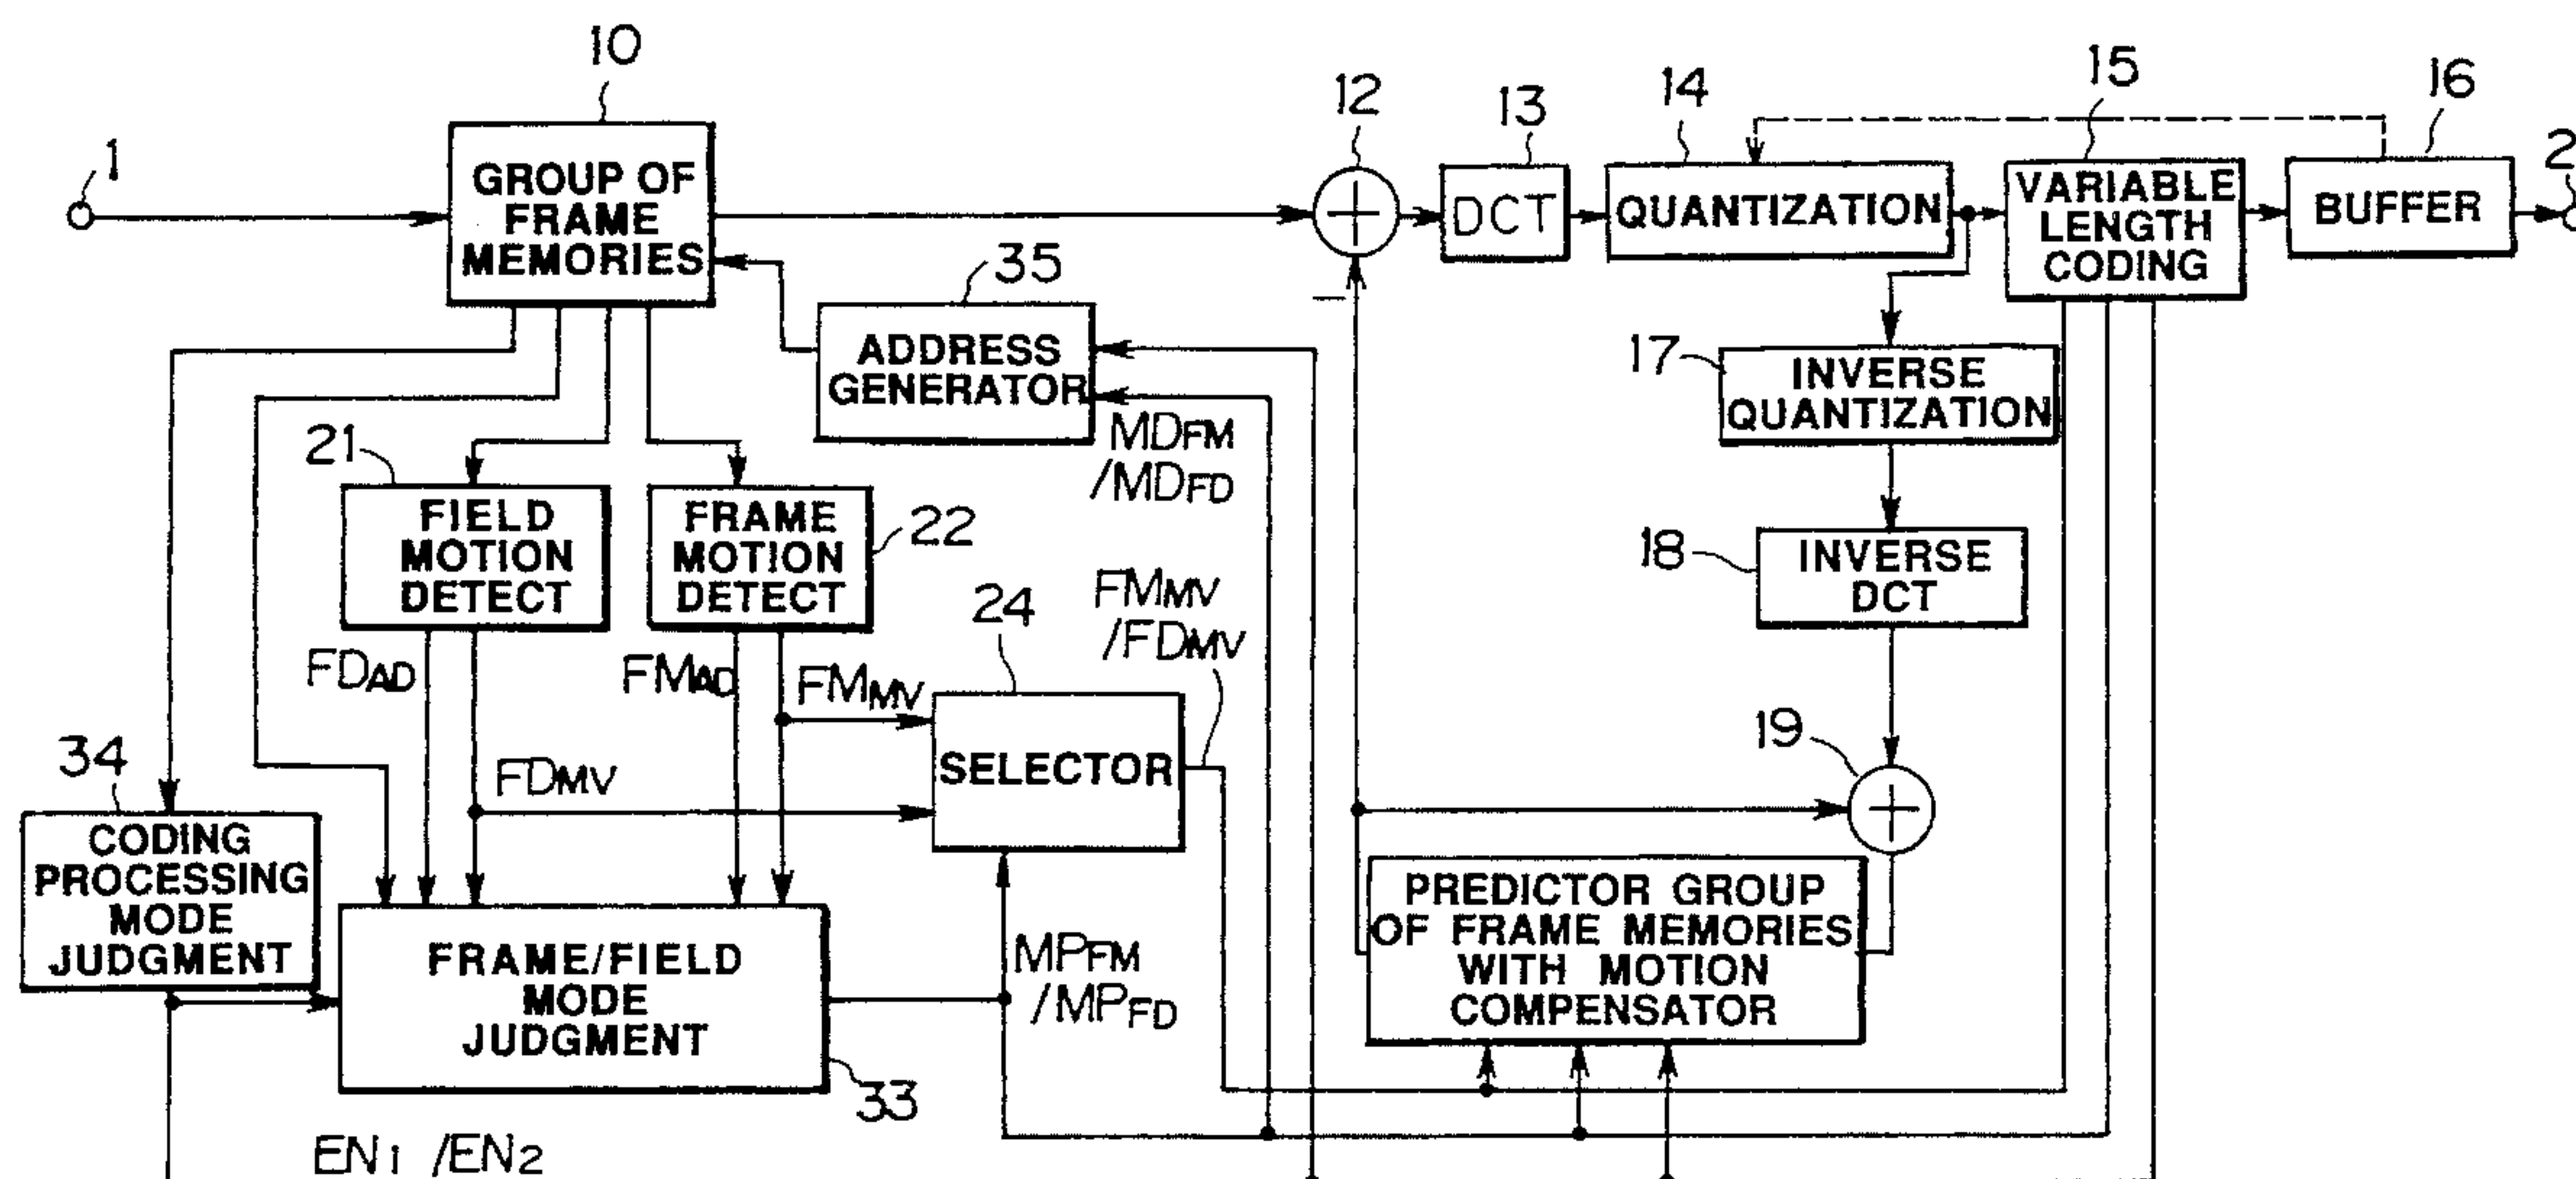 10
1
GROUP OF
FRAME
MEMORIES
12
13
14
15
16
2
+
DCT
QUANTIZATION
VARIABLE
LENGTH
CODING
BUFFER
35
ADDRESS
GENERATOR
−
17
INVERSE
QUANTIZATION
MDFM
/MDFD
21
FIELD
MOTION
DETECT
FRAME
MOTION
DETECT
22
18
INVERSE
DCT
24
FMMV
/FDMV
FDAD
FMAD
FMMV
SELECTOR
19
+
34
FDMV
CODING
PROCESSING
MODE
JUDGMENT
PREDICTOR GROUP
OF FRAME MEMORIES
WITH MOTION
COMPENSATOR
FRAME/FIELD
MODE
JUDGMENT
MPFM
/MPFD
33
EN1 /EN2